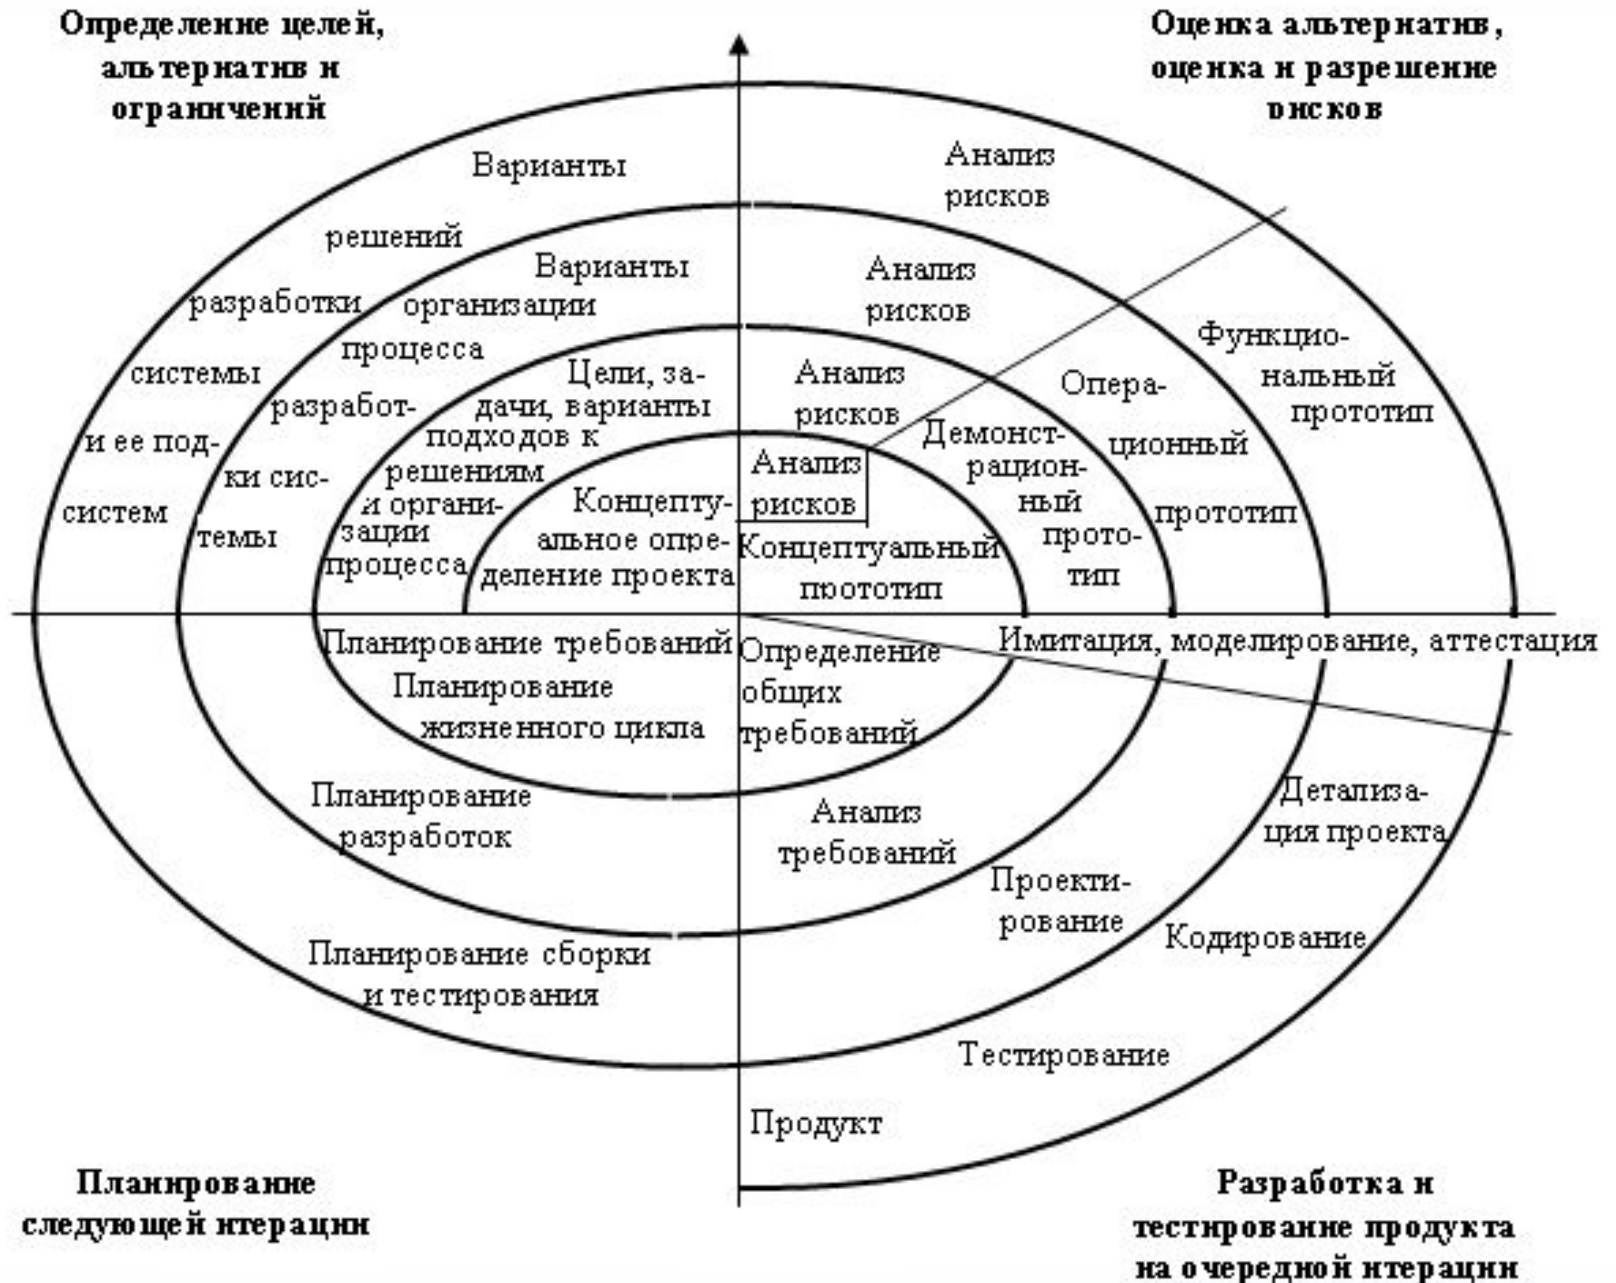 Определение целей,
альтернатив и
ограничений
Оценка альтернатив,
оценка и разрешение
рисков
Варианты
решений
разработки
системы
и ее под-
систем
Варианты
организации
процесса
разработ-
ки сис-
темы
Цели, за-
дачи, варианты
подходов к
решениям
и органи-
зации
процесса
Концепту-
альное опре-
деление проекта
Анализ
рисков
Анализ
рисков
Анализ
рисков
Анализ
рисков
Концептуальный
прототип
Демонст-
рацион-
ный
прото-
тип
Опера-
ционный
прототип
Функцио-
нальный
прототип
Имитация, моделирование, аттестация
Планирование требований
Планирование
жизненного цикла
Определение
общих
требований
Планирование
разработок
Анализ
требований
Планирование сборки
и тестирования
Проекти-
рование
Детализа-
ция проекта
Кодирование
Тестирование
Продукт
Планирование
следующей итерации
Разработка и
тестирование продукта
на очередной итерации